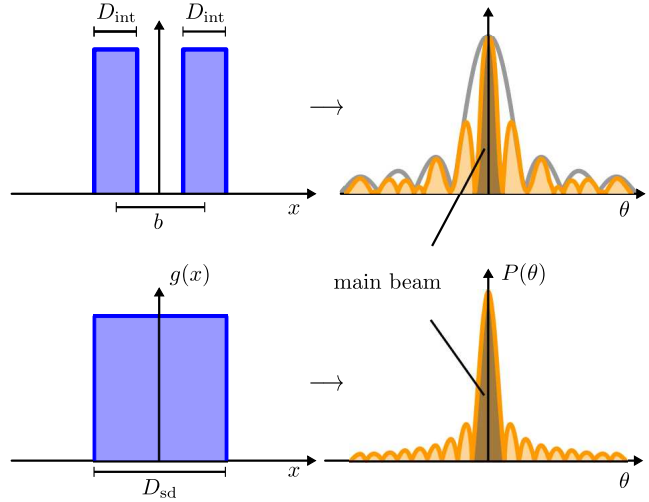 D_int D_int
→
x
b
θ
g(x)
main beam
P(θ)
→
x
D_sd
θ